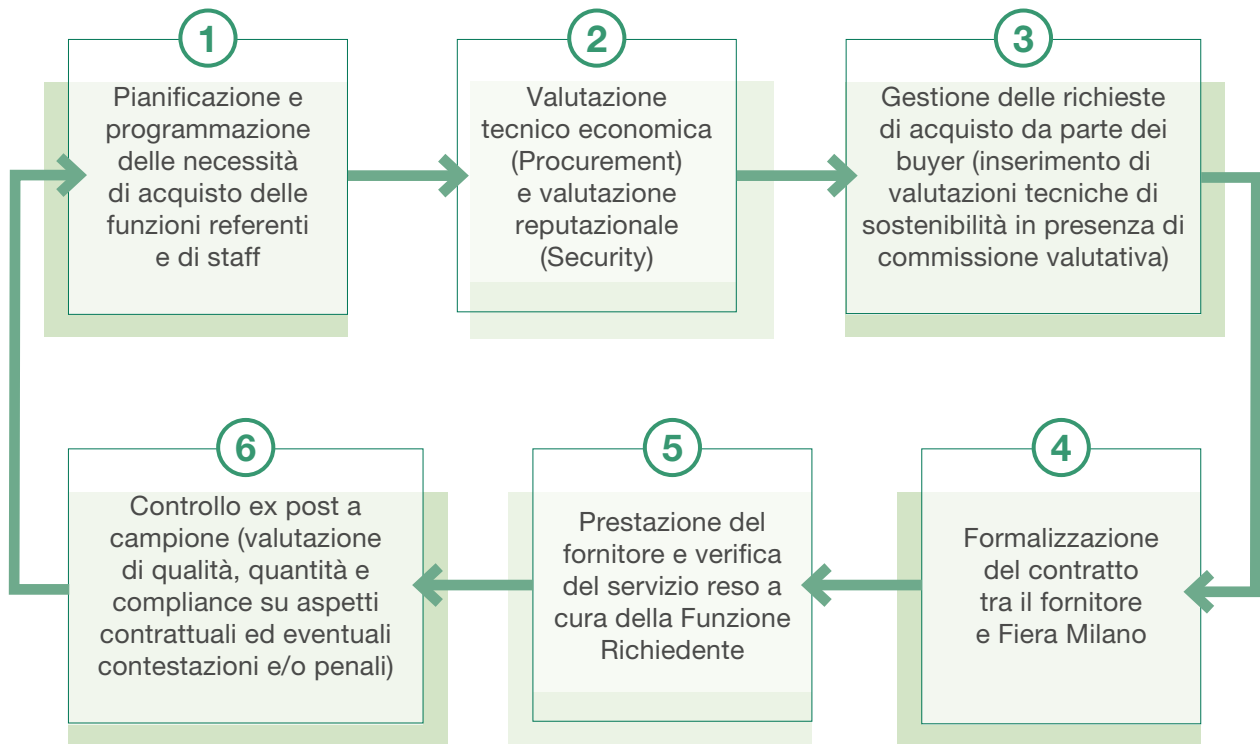 1
Pianificazione e
programmazione
delle necessità
di acquisto delle
funzioni referenti
e di staff
2
Valutazione
tecnico economica
(Procurement)
e valutazione
reputazionale
(Security)
3
Gestione delle richieste
di acquisto da parte dei
buyer (inserimento di
valutazioni tecniche di
sostenibilità in presenza di
commissione valutativa)
4
Formalizzazione
del contratto
tra il fornitore
e Fiera Milano
5
Prestazione del
fornitore e verifica
del servizio reso a
cura della Funzione
Richiedente
6
Controllo ex post a
campione (valutazione
di qualità, quantità e
compliance su aspetti
contrattuali ed eventuali
contestazioni e/o penali)